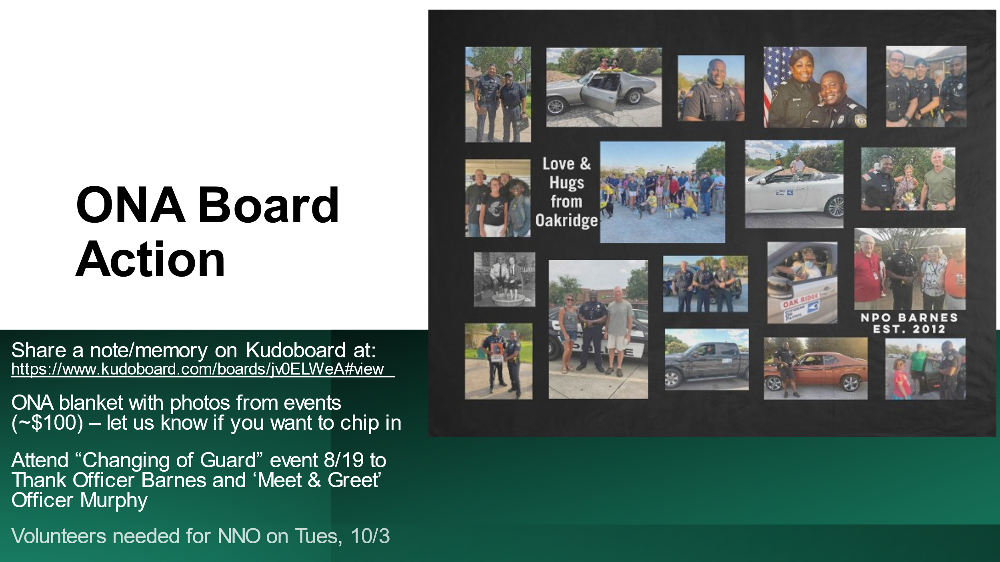 ONA Board
Action
Share a note/memory on Kudoboard at:
https://www.kudoboard.com/boards/jv0ELWeA#view
ONA blanket with photos from events
(~$100) – let us know if you want to chip in
Attend “Changing of Guard” event 8/19 to
Thank Officer Barnes and ‘Meet & Greet’
Officer Murphy
Volunteers needed for NNO on Tues, 10/3
Love &
Hugs
from
Oakridge
OAK RIDGE
CITIZENS
ON
PATROL
NPO BARNES
EST. 2012